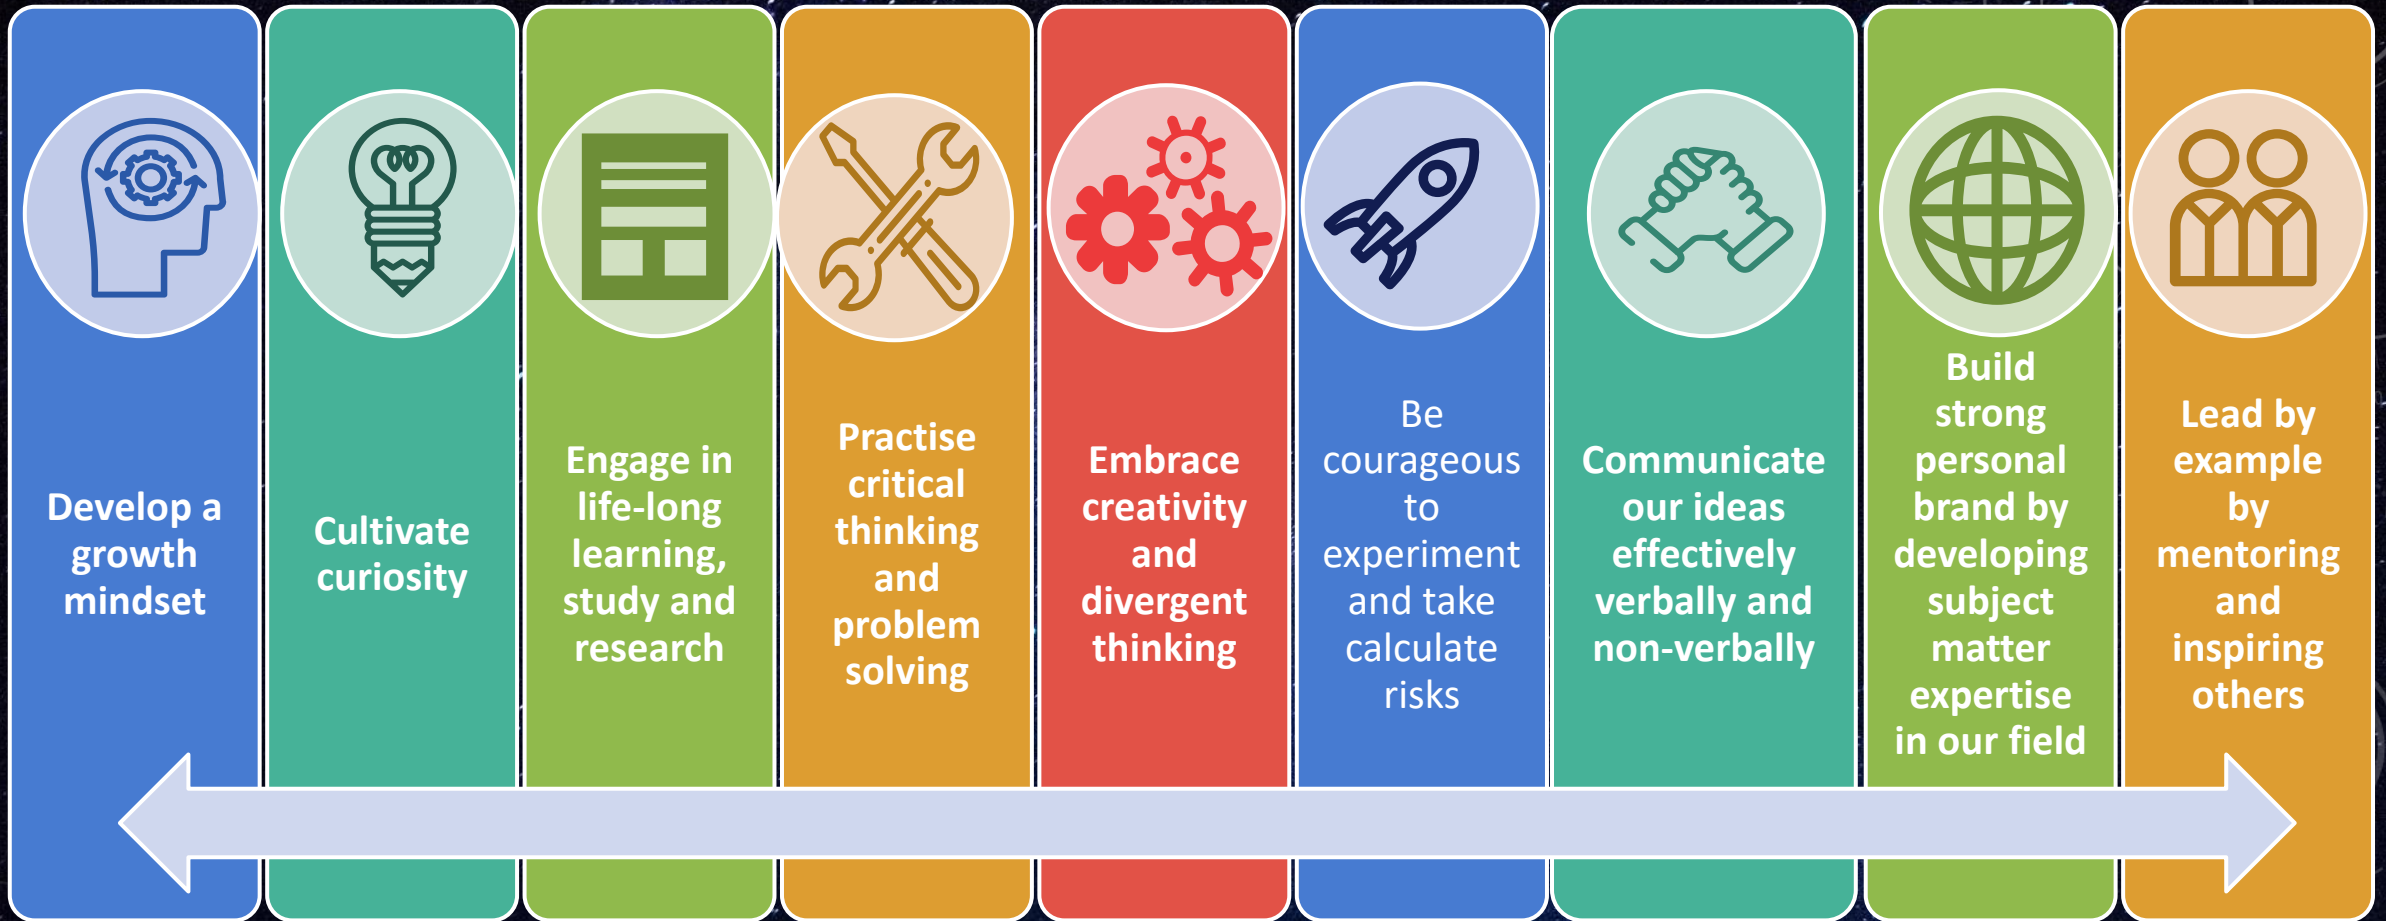 Develop a
growth
mindset
Cultivate
curiosity
Engage in
life-long
learning,
study and
research
Practise
critical
thinking
and
problem
solving
Embrace
creativity
and
divergent
thinking
Be
courageous
to
experiment
and take
calculate
risks
Communicate
our ideas
effectively
verbally and
non-verbally
Build
strong
personal
brand by
developing
subject
matter
expertise
in our field
Lead by
example
by
mentoring
and
inspiring
others